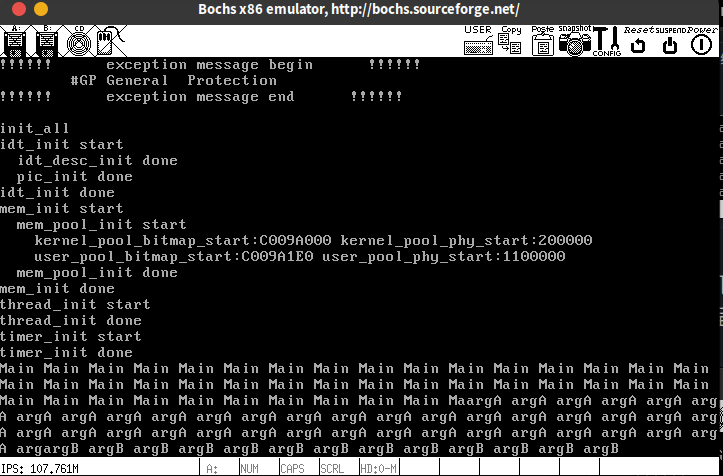 Bochs x86 emulator, http://bochs.sourceforge.net/
A: B: CD USER Copy Paste snapshot CONFIG Reset SUSPEND Power
!!!!!!! exception message begin !!!!!!
#GP General Protection
!!!!!!! exception message end !!!!!!
init_all
idt_init start
idt_desc_init done
pic_init done
idt_init done
mem_init start
mem_pool_init start
kernel_pool_bitmap_start:C009A000 kernel_pool_phy_start:200000
user_pool_bitmap_start:C009A1E0 user_pool_phy_start:1100000
mem_pool_init done
mem_init done
thread_init start
thread_init done
timer_init start
timer_init done
Main Main Main Main Main Main Main Main Main Main Main Main Main Main Main Main
Main Main Main Main Main Main Main Main Main Main Main Main Main Main Main Main
Main Main Main Main Main Main Main Main Main Main MaargA argA argA argA argA arg
A argA argA argA argA argA argA argA argA argA argA argA argA argA argA argA arg
A argA argA argA argA argA argA argA argA argA argA argA argA argA argA argA arg
A argargB argB argB argB argB argB argB argB argB argB argB argB argB
IPS: 107.761M A: NUM CAPS SCRL HD:0-M